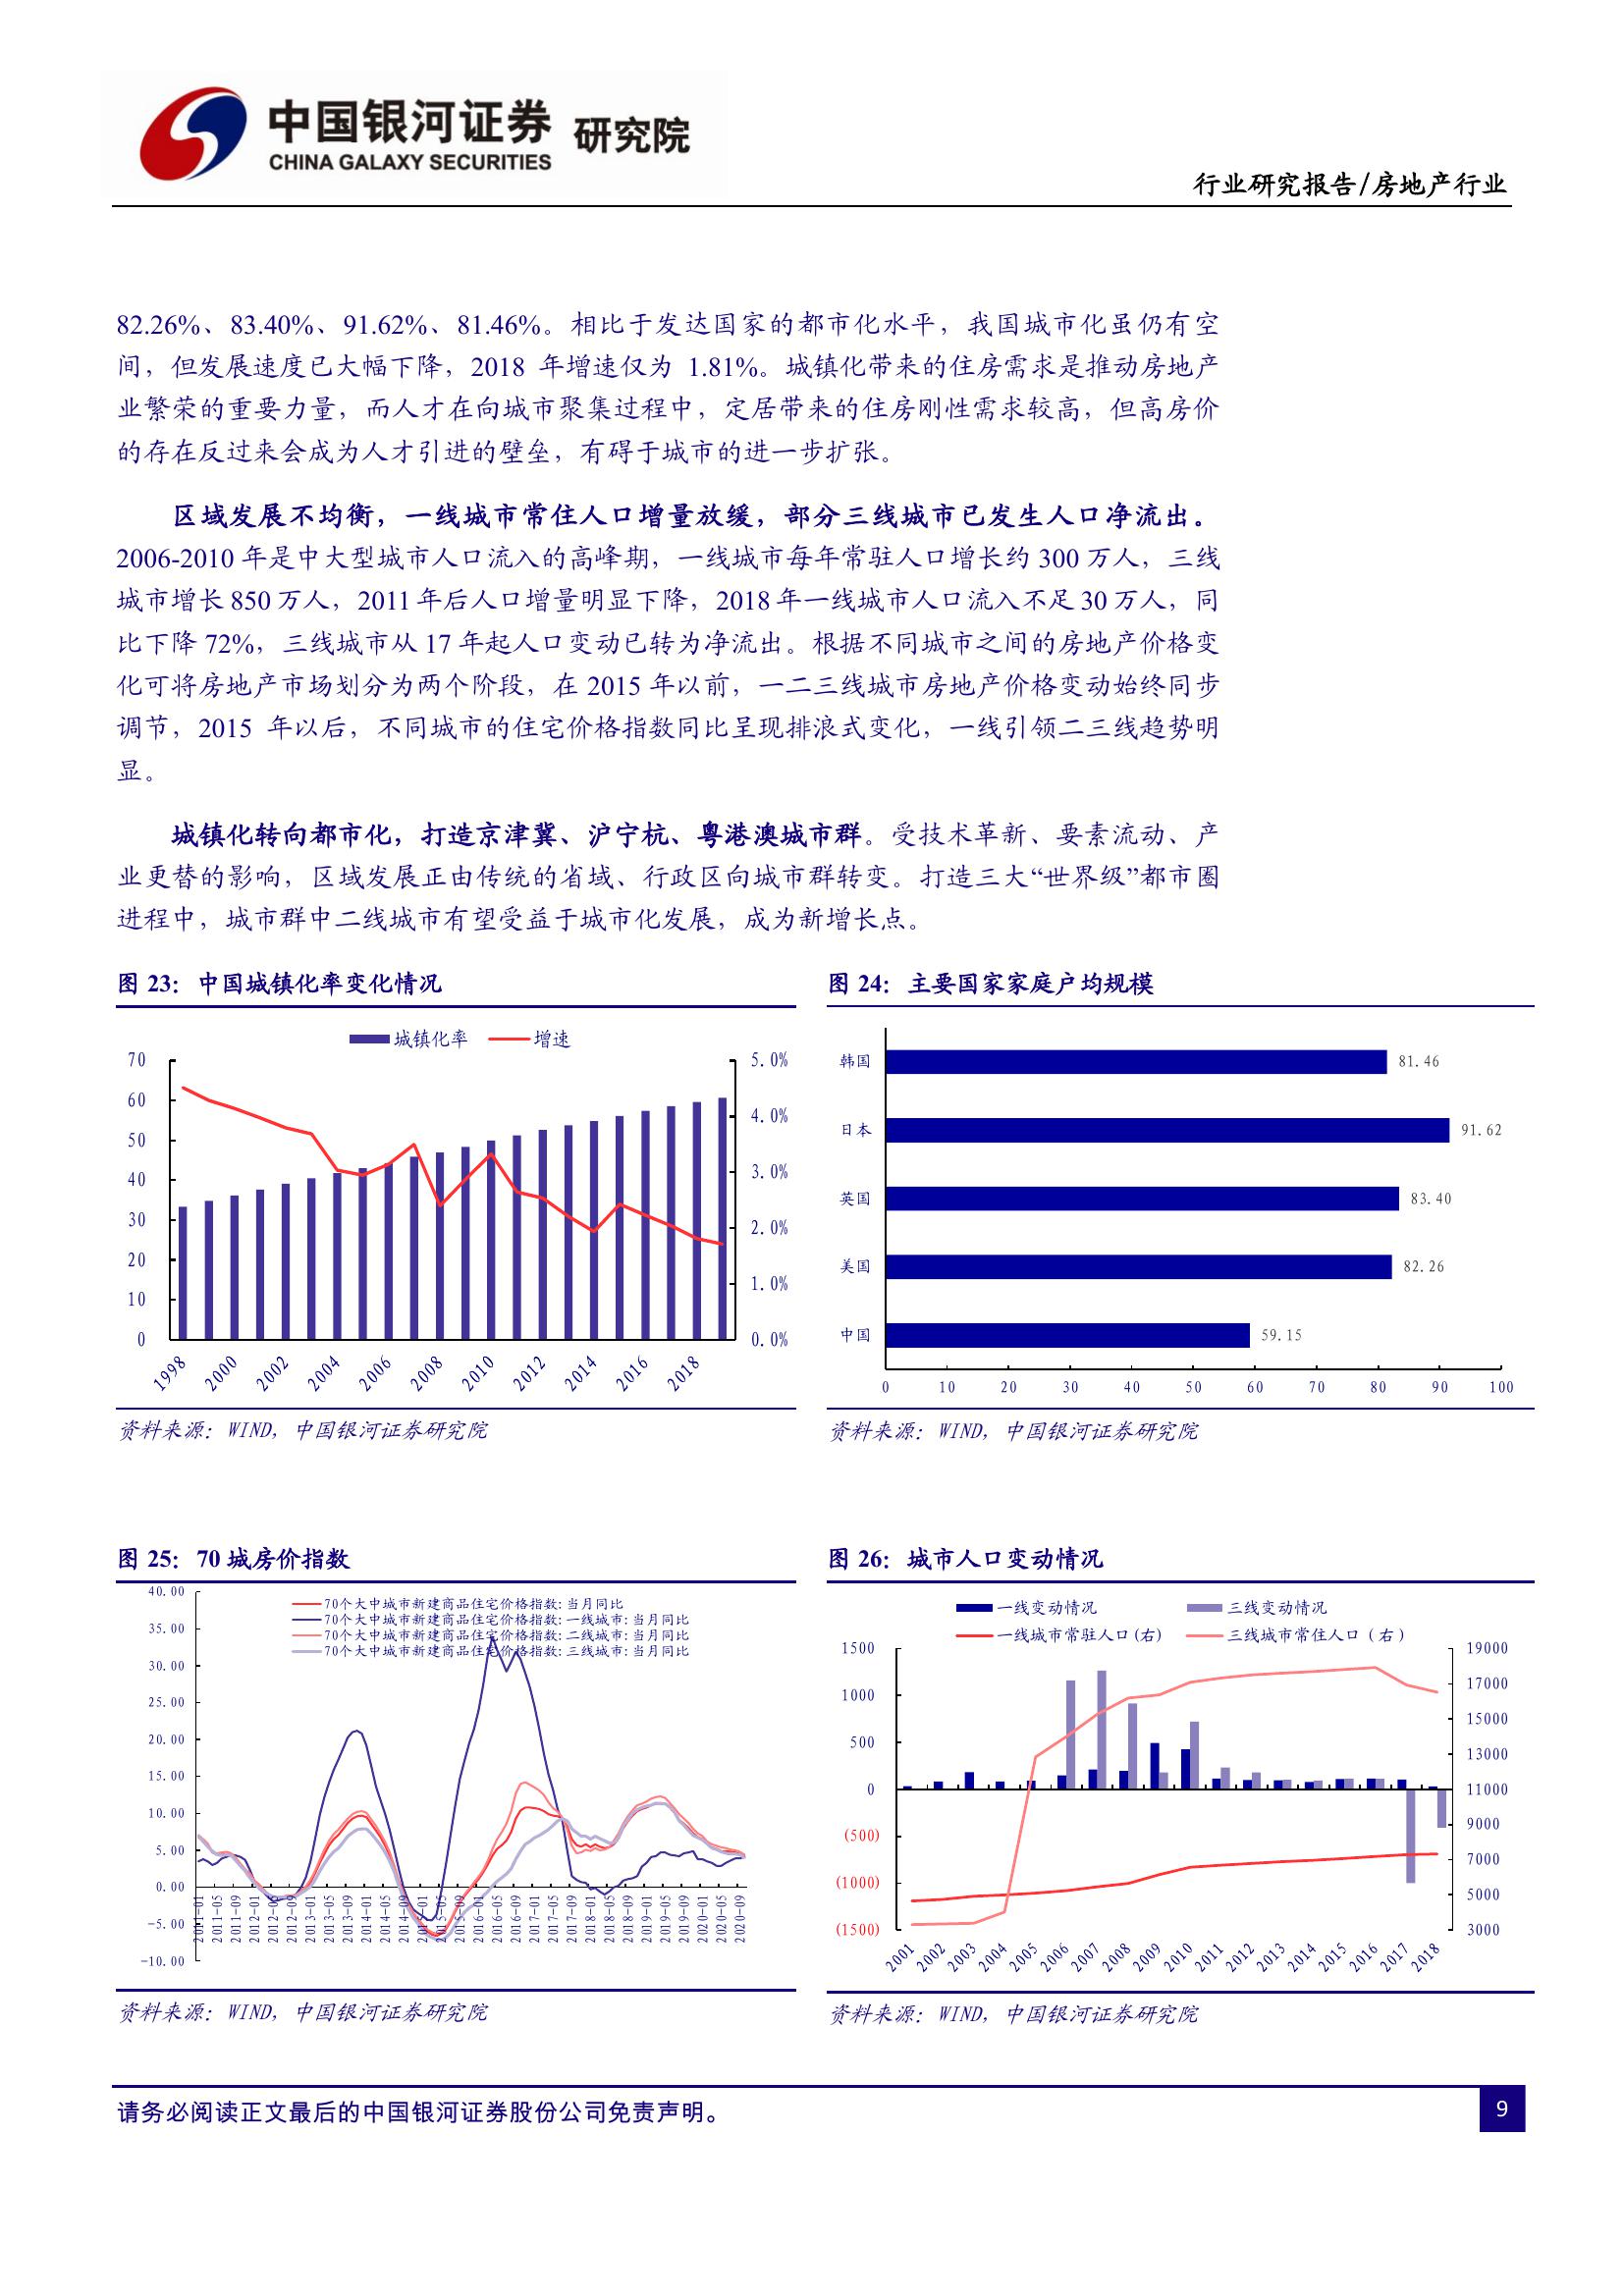 中国银河证券 研究院
CHINA GALAXY SECURITIES
行业研究报告/房地产行业
82.26%、83.40%、91.62%、81.46%。相比于发达国家的都市化水平，我国城市化虽仍有空
间，但发展速度已大幅下降，2018 年增速仅为 1.81%。城镇化带来的住房需求是推动房地产
业繁荣的重要力量，而人才在向城市聚集过程中，定居带来的住房刚性需求较高，但高房价
的存在反过来会成为人才引进的壁垒，有碍于城市的进一步扩张。
区域发展不均衡，一线城市常住人口增量放缓，部分三线城市已发生人口净流出。
2006-2010 年是中大型城市人口流入的高峰期，一线城市每年常驻人口增长约 300 万人，三线
城市增长 850 万人，2011 年后人口增量明显下降，2018 年一线城市人口流入不足 30 万人，同
比下降 72%，三线城市从 17 年起人口变动已转为净流出。根据不同城市之间的房地产价格变
化可将房地产市场划分为两个阶段，在 2015 年以前，一二三线城市房地产价格变动始终同步
调节，2015 年以后，不同城市的住宅价格指数同比呈现排浪式变化，一线引领二三线趋势明
显。
城镇化转向都市化，打造京津冀、沪宁杭、粤港澳城市群。受技术革新、要素流动、产
业更替的影响，区域发展正由传统的省域、行政区向城市群转变。打造三大“世界级”都市圈
进程中，城市群中二线城市有望受益于城市化发展，成为新增长点。
图 23：中国城镇化率变化情况
城镇化率 增速
70 5.0%
60 4.0%
50
40 3.0%
30 2.0%
20 1.0%
10
0 0.0%
1998 2000 2002 2004 2006 2008 2010 2012 2014 2016 2018
资料来源：WIND，中国银河证券研究院
图 24：主要国家家庭户均规模
韩国 81.46
日本 91.62
英国 83.40
美国 82.26
中国 59.15
0 10 20 30 40 50 60 70 80 90 100
资料来源：WIND，中国银河证券研究院
图 25：70 城房价指数
70个大中城市新建商品住宅价格指数:当月同比
70个大中城市新建商品住宅价格指数:一线城市:当月同比
70个大中城市新建商品住宅价格指数:二线城市:当月同比
70个大中城市新建商品住宅价格指数:三线城市:当月同比
40.00
35.00
30.00
25.00
20.00
15.00
10.00
5.00
0.00
-5.00
-10.00
2011-01 2011-05 2011-09 2012-01 2012-05 2012-09 2013-01 2013-05 2013-09 2014-01 2014-05 2014-09 2015-01 2015-05 2015-09 2016-01 2016-05 2016-09 2017-01 2017-05 2017-09 2018-01 2018-05 2018-09 2019-01 2019-05 2019-09 2020-01 2020-05 2020-09
资料来源：WIND，中国银河证券研究院
图 26：城市人口变动情况
一线变动情况 三线变动情况
一线城市常驻人口(右) 三线城市常住人口（右）
1500 19000
1000 17000
500 15000
0 13000
(500) 11000
(1000) 9000
(1500) 7000
5000
3000
2001 2002 2003 2004 2005 2006 2007 2008 2009 2010 2011 2012 2013 2014 2015 2016 2017 2018
资料来源：WIND，中国银河证券研究院
请务必阅读正文最后的中国银河证券股份公司免责声明。
9